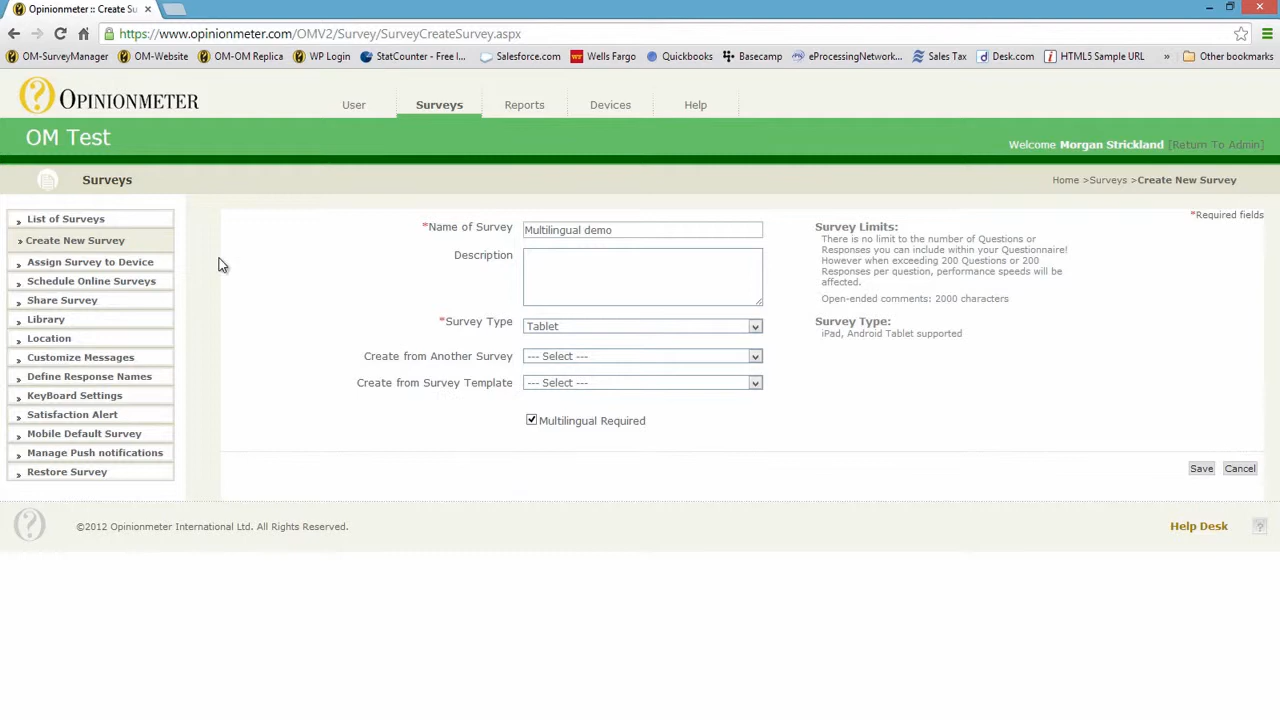 Opinionmeter :: Create Su
https://www.opinionmeter.com/OMV2/Survey/SurveyCreateSurvey.aspx
OM-SurveyManager OM-Website OM-OM Replica WP Login StatCounter - Free I... Salesforce.com Wells Fargo Quickbooks Basecamp eProcessingNetwork... Sales Tax Desk.com HTML5 Sample URL » Other bookmarks
OPINIONMETER
User Surveys Reports Devices Help
OM Test
Welcome Morgan Strickland [Return To Admin]
Surveys
Home >Surveys >Create New Survey
*Required fields
List of Surveys
Create New Survey
Assign Survey to Device
Schedule Online Surveys
Share Survey
Library
Location
Customize Messages
Define Response Names
KeyBoard Settings
Satisfaction Alert
Mobile Default Survey
Manage Push notifications
Restore Survey
*Name of Survey Multilingual demo
Description
*Survey Type Tablet
Create from Another Survey --- Select ---
Create from Survey Template --- Select ---
Multilingual Required
Survey Limits:
There is no limit to the number of Questions or
Responses you can include within your Questionnaire!
However when exceeding 200 Questions or 200
Responses per question, performance speeds will be
affected.
Open-ended comments: 2000 characters
Survey Type:
iPad, Android Tablet supported
Save Cancel
©2012 Opinionmeter International Ltd. All Rights Reserved.
Help Desk ?